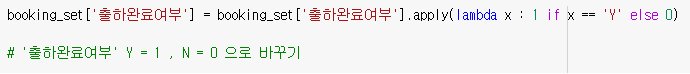 booking_set['출하완료여부'] = booking_set['출하완료여부'].apply(lambda x : 1 if x == 'Y' else 0)
# '출하완료여부' Y = 1 , N = 0 으로 바꾸기